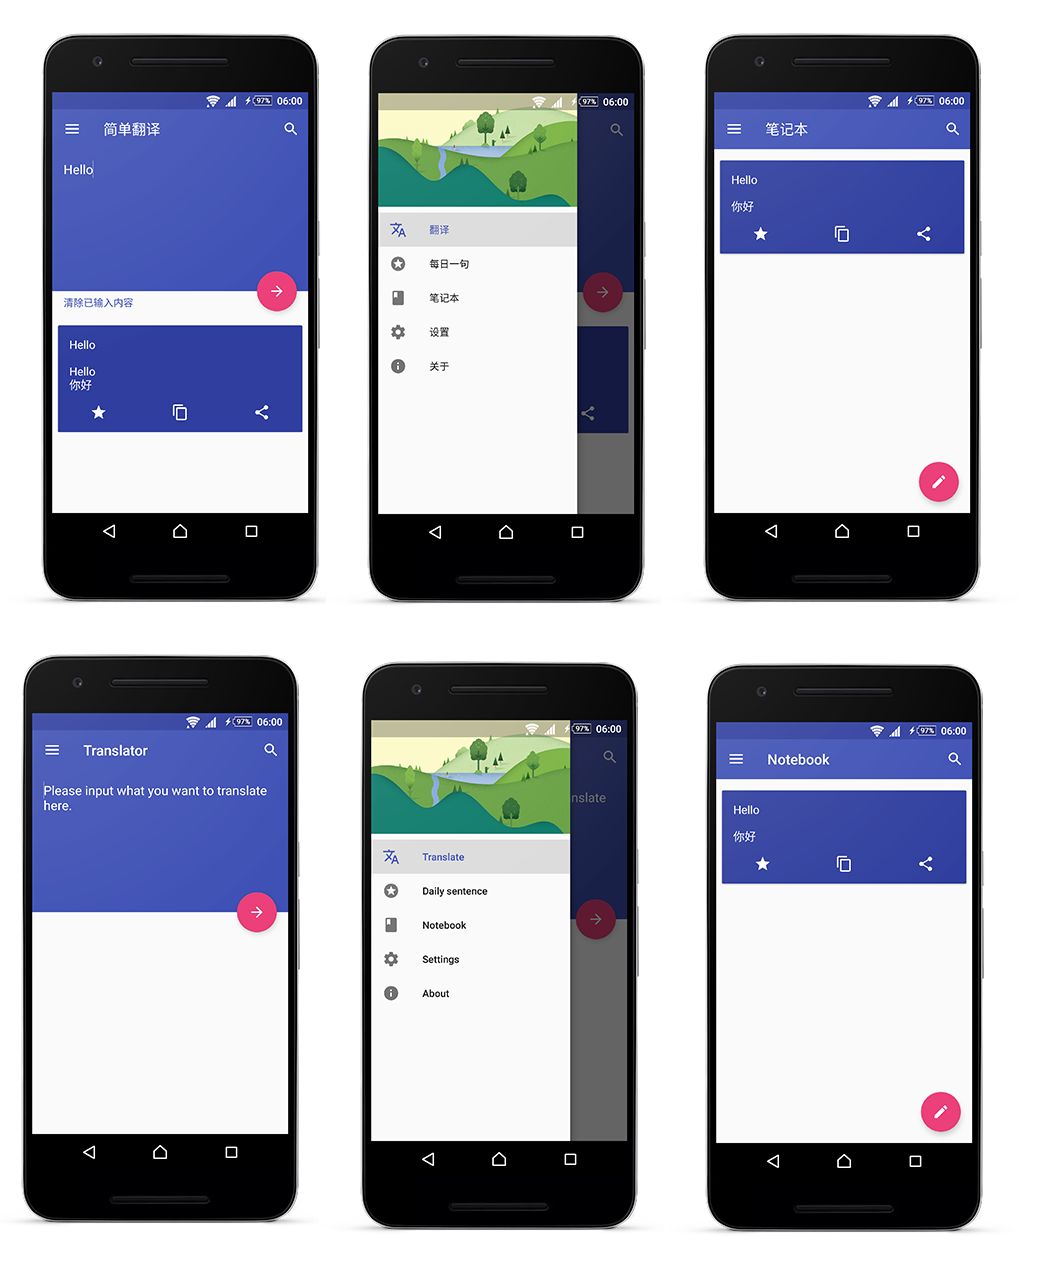 97% 06:00
简单翻译
Hello
清除已输入内容
Hello
Hello
你好
97% 06:00
翻译
每日一句
笔记本
设置
关于
97% 06:00
笔记本
Hello
你好
97% 06:00
Translator
Please input what you want to translate
here.
97% 06:00
nslate
Translate
Daily sentence
Notebook
Settings
About
97% 06:00
Notebook
Hello
你好